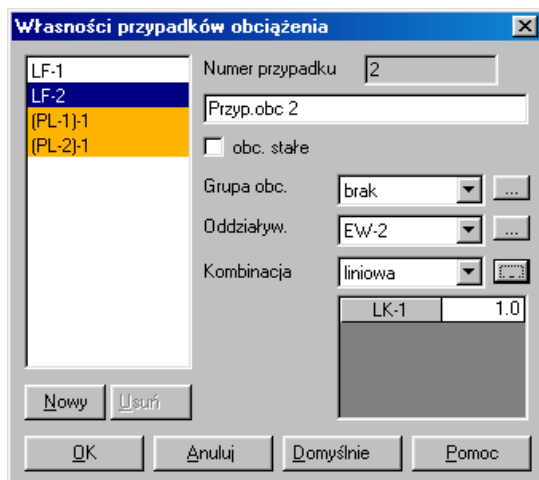 Własności przypadków obciążenia
LF-1
LF-2
(PL-1)-1
(PL-2)-1
Numer przypadku 2
Przyp.obc 2
obc. stałe
Grupa obc. brak ...
Oddziaływ. EW-2 ...
Kombinacja liniowa ...
LK-1 1.0
Nowy Usuń
OK Anuluj Domyślnie Pomoc